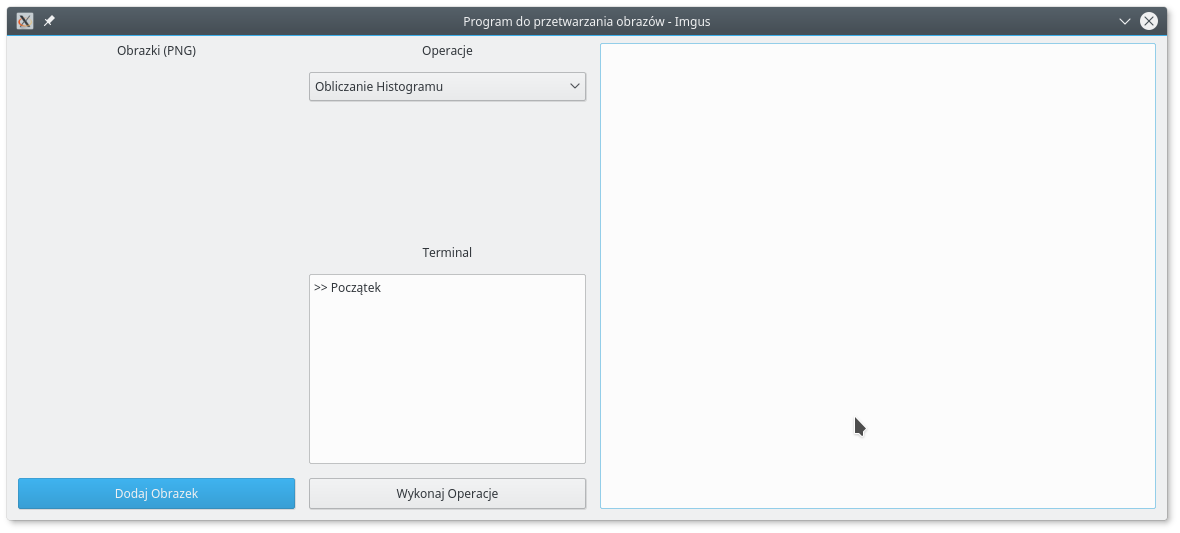 Program do przetwarzania obrazów - Imgus
Obrazki (PNG)
Operacje
Obliczanie Histogramu
Terminal
>> Początek
Dodaj Obrazek
Wykonaj Operacje